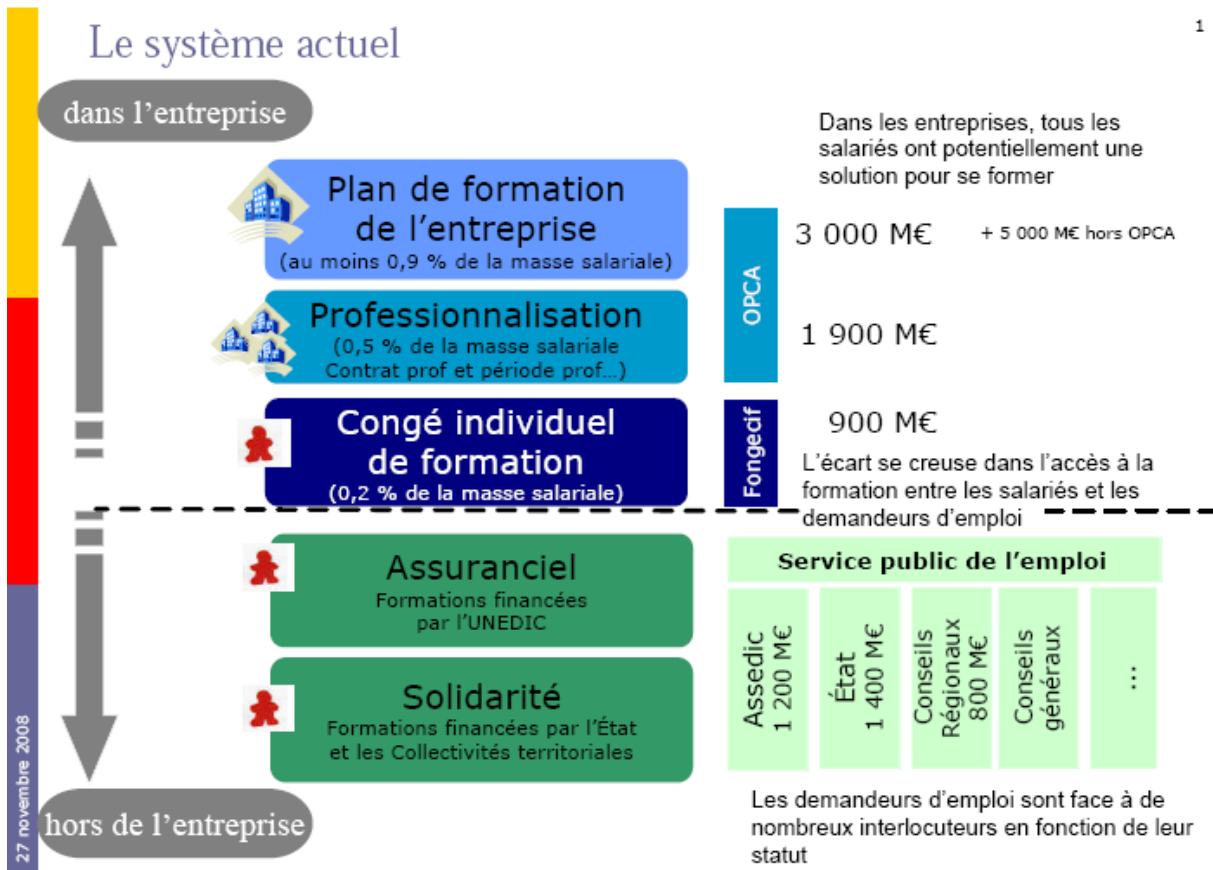 1
Le système actuel
dans l'entreprise
Dans les entreprises, tous les
salariés ont potentiellement une
solution pour se former
Plan de formation
de l'entreprise
(au moins 0,9 % de la masse salariale)
OPCA
3 000 M€
+ 5 000 M€ hors OPCA
Professionnalisation
(0,5 % de la masse salariale
Contrat prof et période prof…)
1 900 M€
Congé individuel
de formation
(0,2 % de la masse salariale)
Fongecif
900 M€
L'écart se creuse dans l'accès à la
formation entre les salariés et les
demandeurs d'emploi
Assuranciel
Formations financées
par l'UNEDIC
Solidarité
Formations financées par l'État
et les Collectivités territoriales
Service public de l'emploi
Assedic
1 200 M€
État
1 400 M€
Conseils
Régionaux
800 M€
Conseils
généraux
…
hors de l'entreprise
Les demandeurs d'emploi sont face à de
nombreux interlocuteurs en fonction de leur
statut
27 novembre 2008